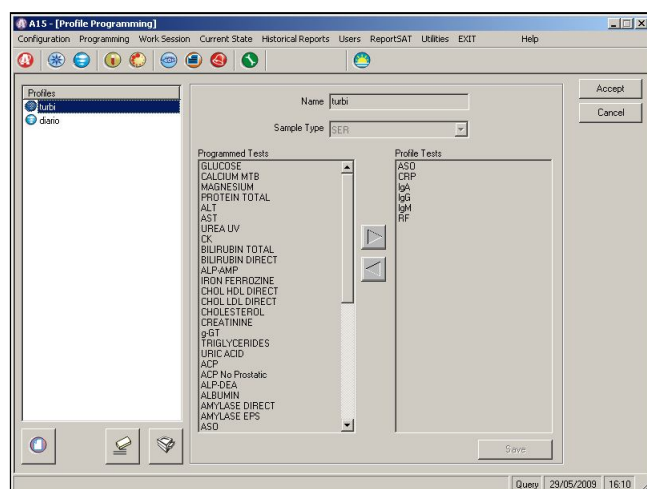 A15 - [Profile Programming]
Configuration Programming Work Session Current State Historical Reports Users ReportSAT Utilities EXIT Help
Profiles
turbi
diario
Name turbi
Sample Type SER
Programmed Tests
GLUCOSE
CALCIUM MTB
MAGNESIUM
PROTEIN TOTAL
ALT
AST
UREA UV
CK
BILIRUBIN TOTAL
BILIRUBIN DIRECT
ALP-AMP
IRON FERROZINE
CHOL HDL DIRECT
CHOL LDL DIRECT
CHOLESTEROL
CREATININE
g-GT
TRIGLYCERIDES
URIC ACID
ACP
ACP No Prostatic
ALP-DEA
ALBUMIN
AMYLASE DIRECT
AMYLASE EPS
ASO
Profile Tests
ASO
CRP
IgA
IgG
IgM
RF
Accept
Cancel
Save
Query 29/05/2009 16:10